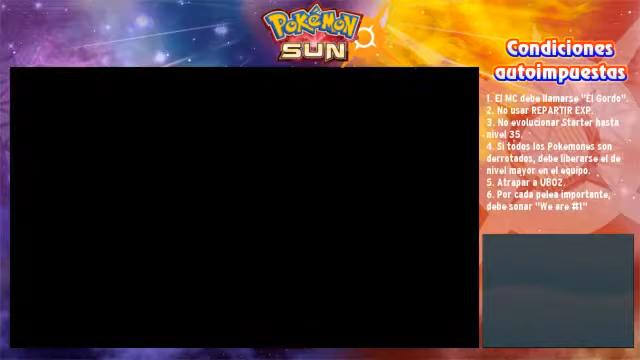 POKéMON
SUN
Condiciones
autoimpuestas
1. El MC debe llamarse "El Gordo".
2. No usar REPARTIR EXP.
3. No evolucionar Starter hasta
nivel 35.
4. Si todos los Pokemones son
derrotados, debe liberarse el de
nivel mayor en el equipo.
5. Atrapar a UB02.
6. Por cada pelea importante,
debe sonar "We are #1"